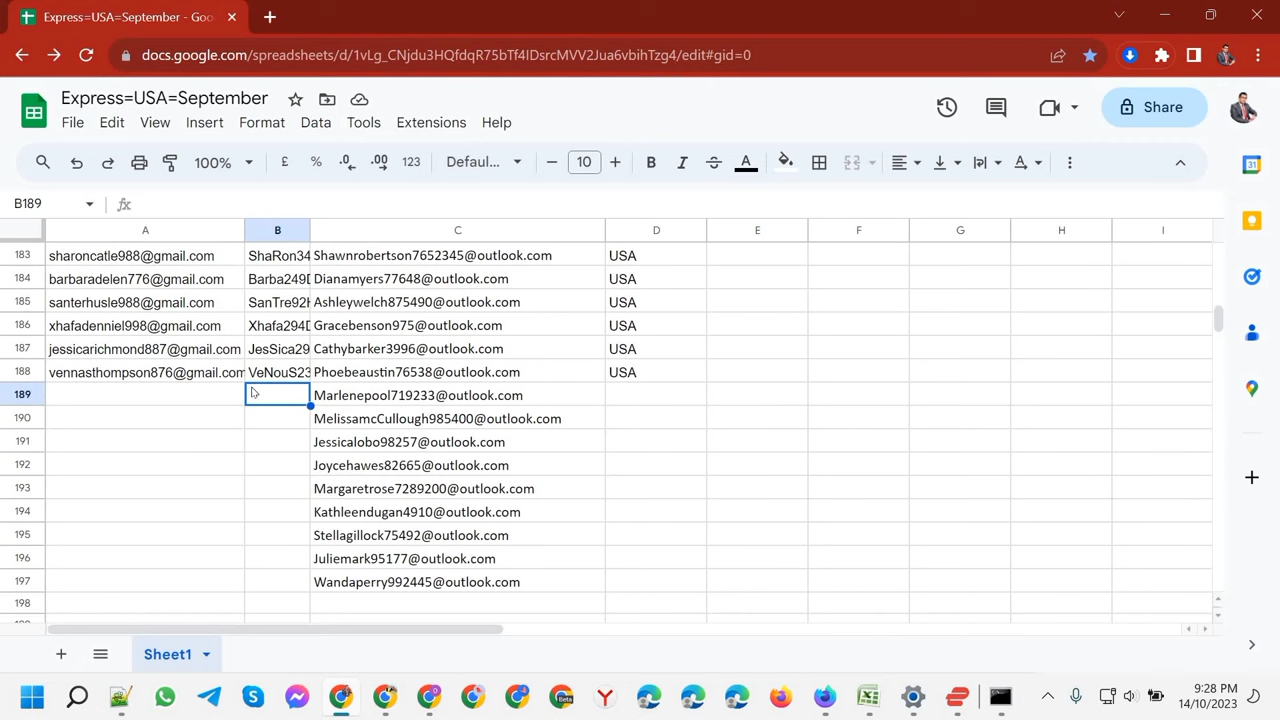 Express=USA=September - Goo
docs.google.com/spreadsheets/d/1vLg_CNjdu3HQfdqR75bTf4IDsrcMVV2Jua6vbihTzg4/edit#gid=0
Express=USA=September
File Edit View Insert Format Data Tools Extensions Help
Share
100% £ % .0 .00 123 Defaul... 10 B I A
31
B189 fx
A B C D E F G H I
183 sharoncatle988@gmail.com ShaRon34 Shawnrobertson7652345@outlook.com USA
184 barbaradelen776@gmail.com Barba249D Dianamyers77648@outlook.com USA
185 santerhusle988@gmail.com SanTre92H Ashleywelch875490@outlook.com USA
186 xhafadenniel998@gmail.com Xhafa294D Gracebenson975@outlook.com USA
187 jessicarichmond887@gmail.com JesSica29 Cathybarker3996@outlook.com USA
188 vennasthompson876@gmail.com VeNouS23 Phoebeaustin76538@outlook.com USA
189 Marlenepool719233@outlook.com
190 MelissamcCullough985400@outlook.com
191 Jessicalobo98257@outlook.com
192 Joycehawes82665@outlook.com
193 Margaretrose7289200@outlook.com
194 Kathleendugan4910@outlook.com
195 Stellagillock75492@outlook.com
196 Juliemark95177@outlook.com
197 Wandaperry992445@outlook.com
198
Sheet1
Beta
9:28 PM
14/10/2023